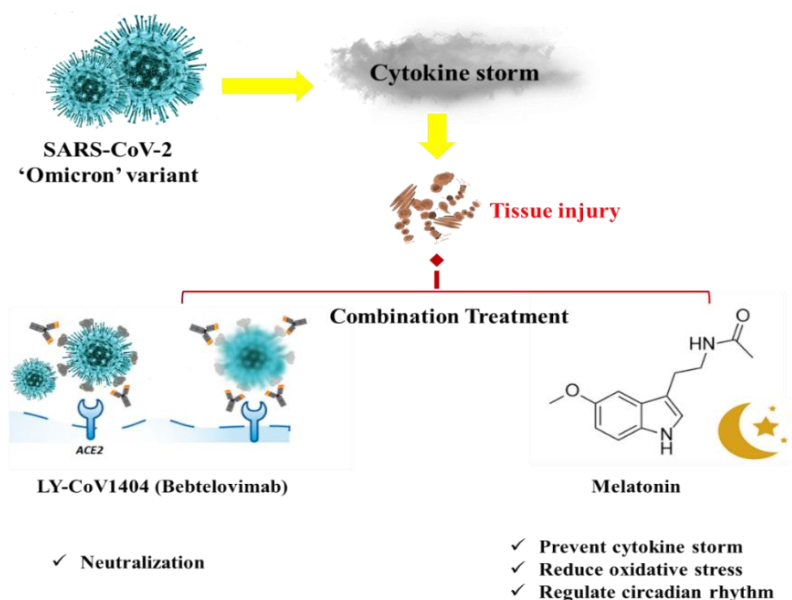 Cytokine storm
SARS-CoV-2
‘Omicron’ variant
Tissue injury
Combination Treatment
ACE2
O
HN
O
N
H
LY-CoV1404 (Bebtelovimab)
Melatonin
✓ Neutralization
✓ Prevent cytokine storm
✓ Reduce oxidative stress
✓ Regulate circadian rhythm